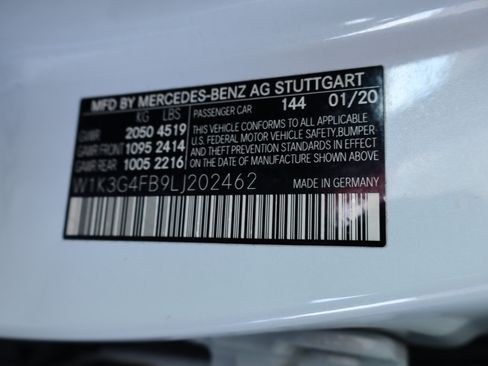 MFD BY MERCEDES-BENZ AG STUTTGART
KG LBS
PASSENGER CAR 144 01/20
GVWR 2050 4519
GAWR FRONT 1095 2414
GAWR REAR 1005 2216
THIS VEHICLE CONFORMS TO ALL APPLICABLE
U.S. FEDERAL MOTOR VEHICLE SAFETY, BUMPER
AND THEFT PREVENTION STANDARDS
IN EFFECT ON THE DATE OF
MANUFACTURE SHOWN ABOVE
W1K3G4FB9LJ202462
MADE IN GERMANY